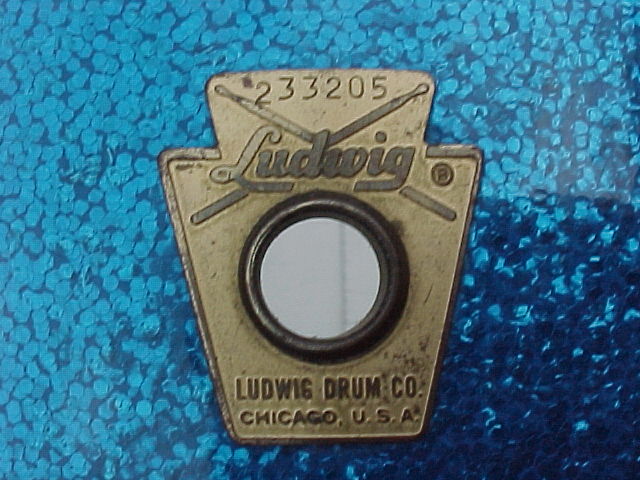 233205
Ludwig ®
LUDWIG DRUM CO.
CHICAGO, U.S.A.